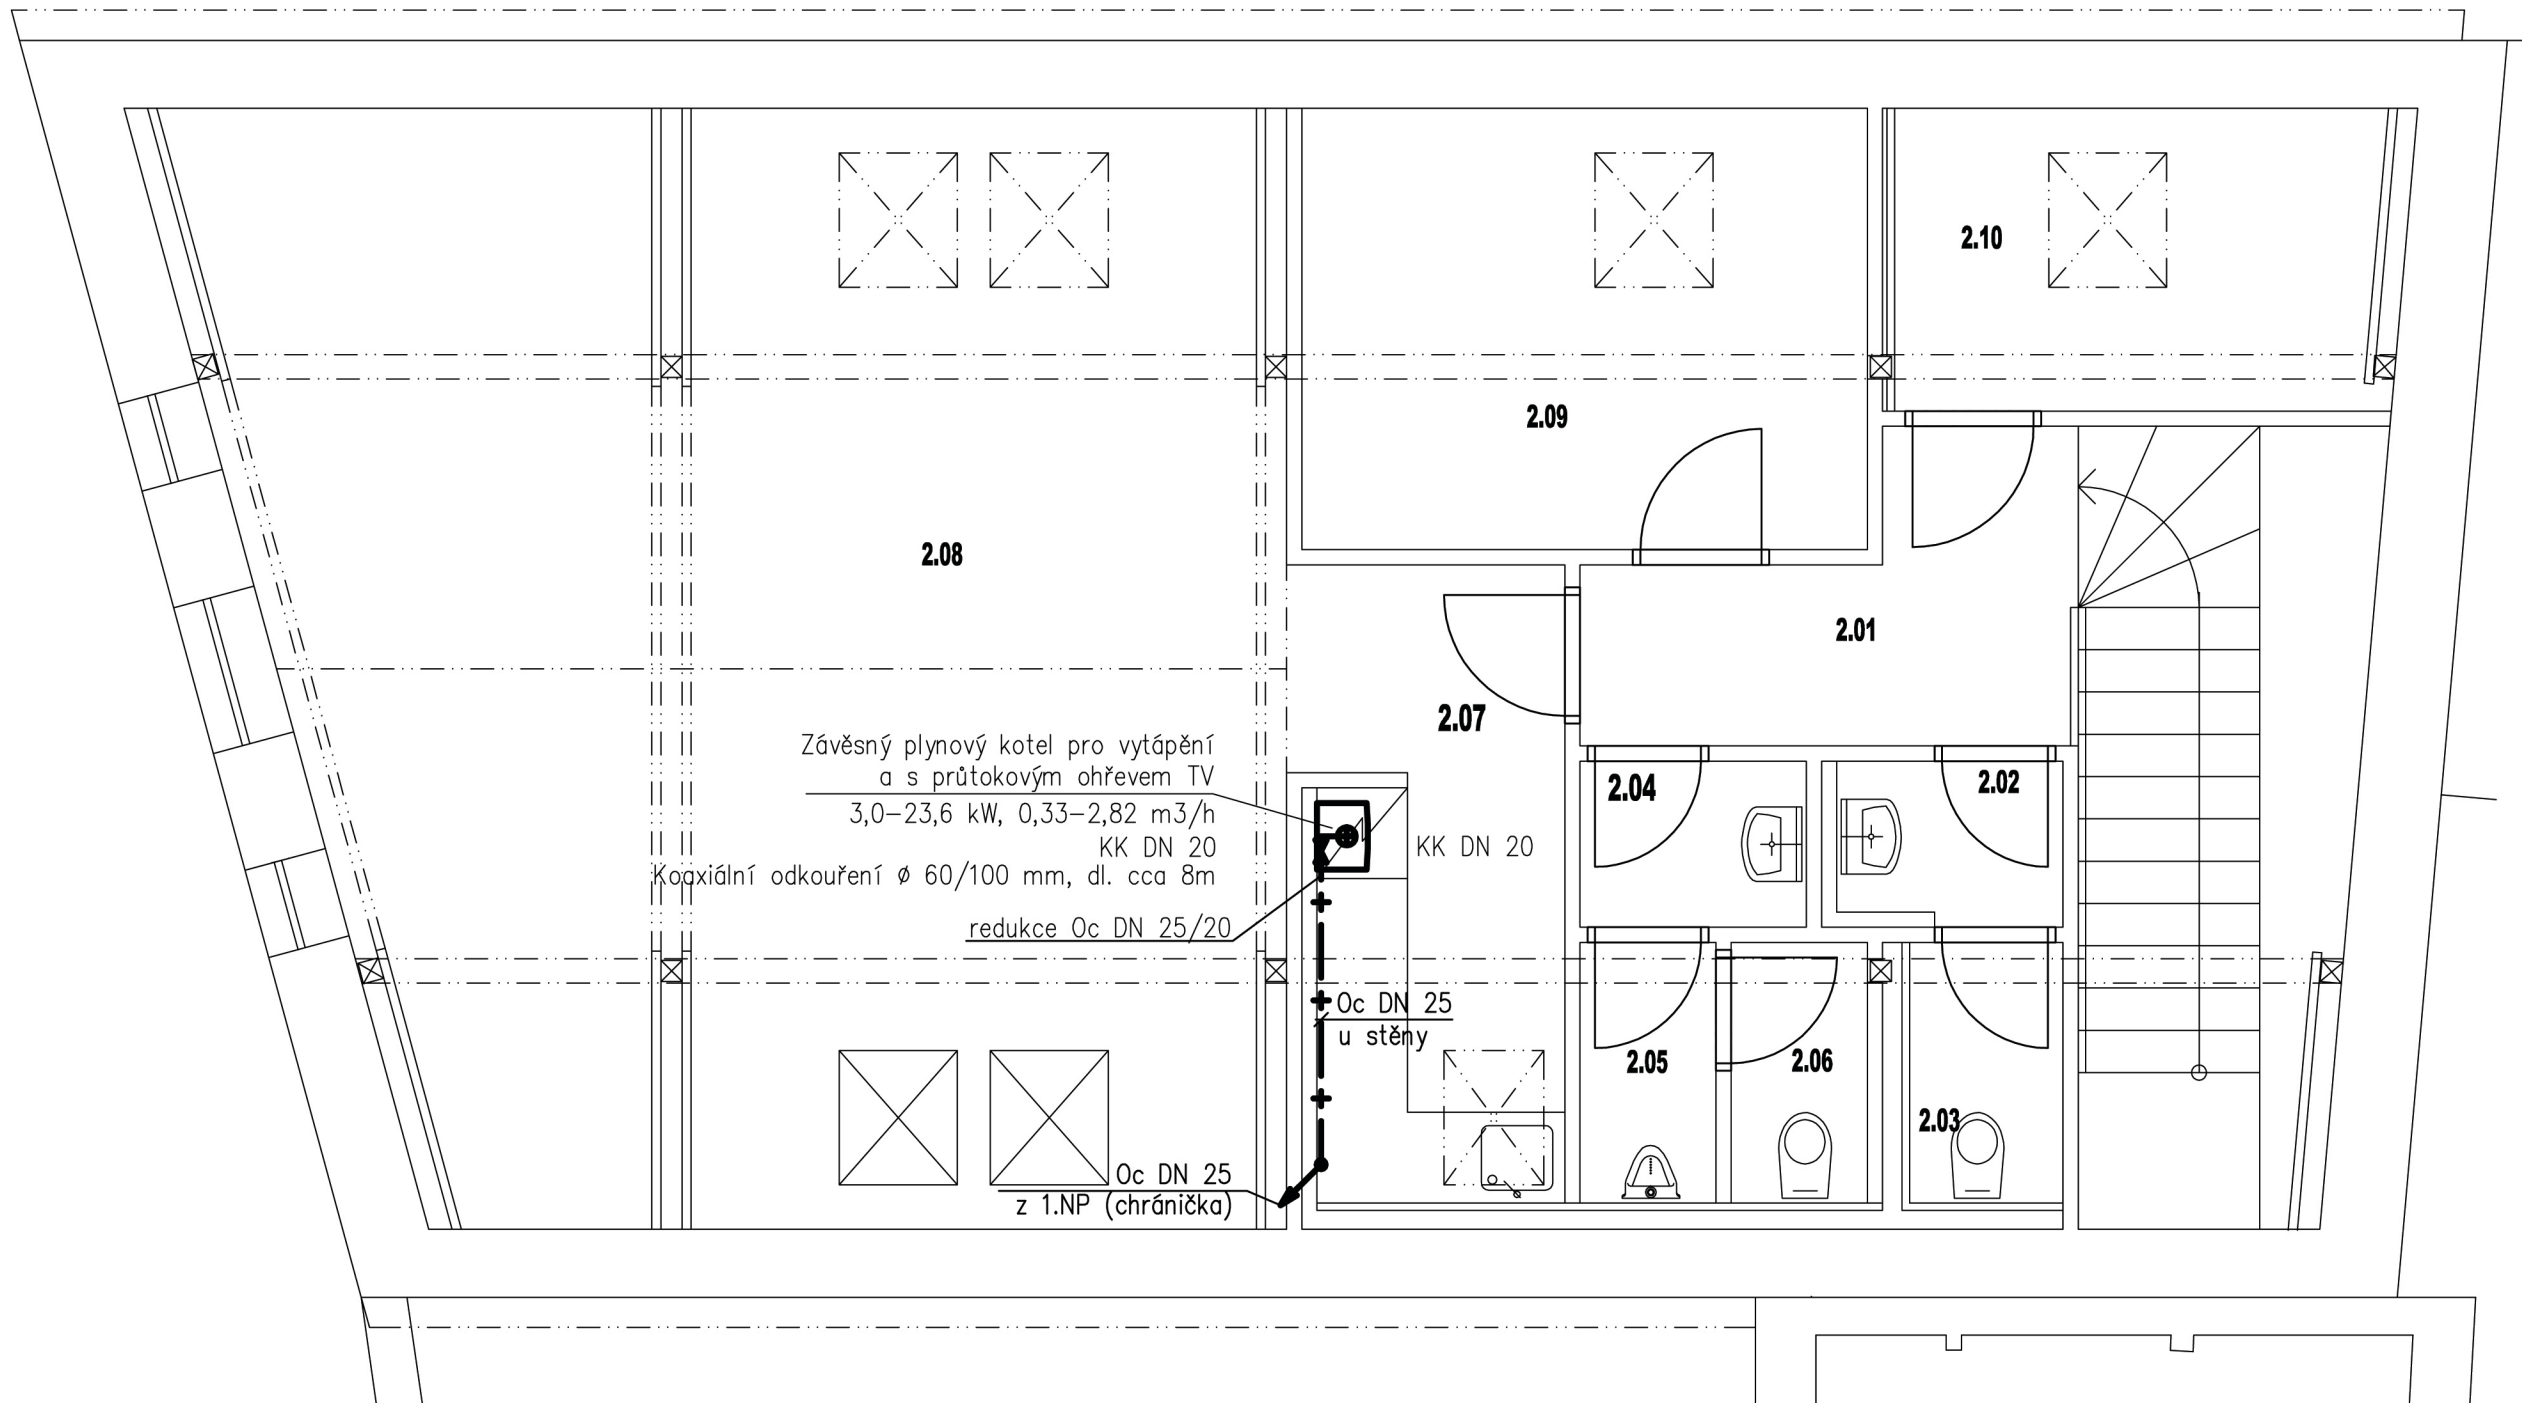 2.10
2.09
2.08
2.01
2.07
Závěsný plynový kotel pro vytápění
a s průtokovým ohřevem TV
3,0-23,6 kW, 0,33-2,82 m3/h
KK DN 20
Koaxiální odkouření ø 60/100 mm, dl. cca 8m
KK DN 20
2.04
2.02
redukce Oc DN 25/20
Oc DN 25
u stěny
2.05
2.06
2.03
Oc DN 25
z 1.NP (chránička)